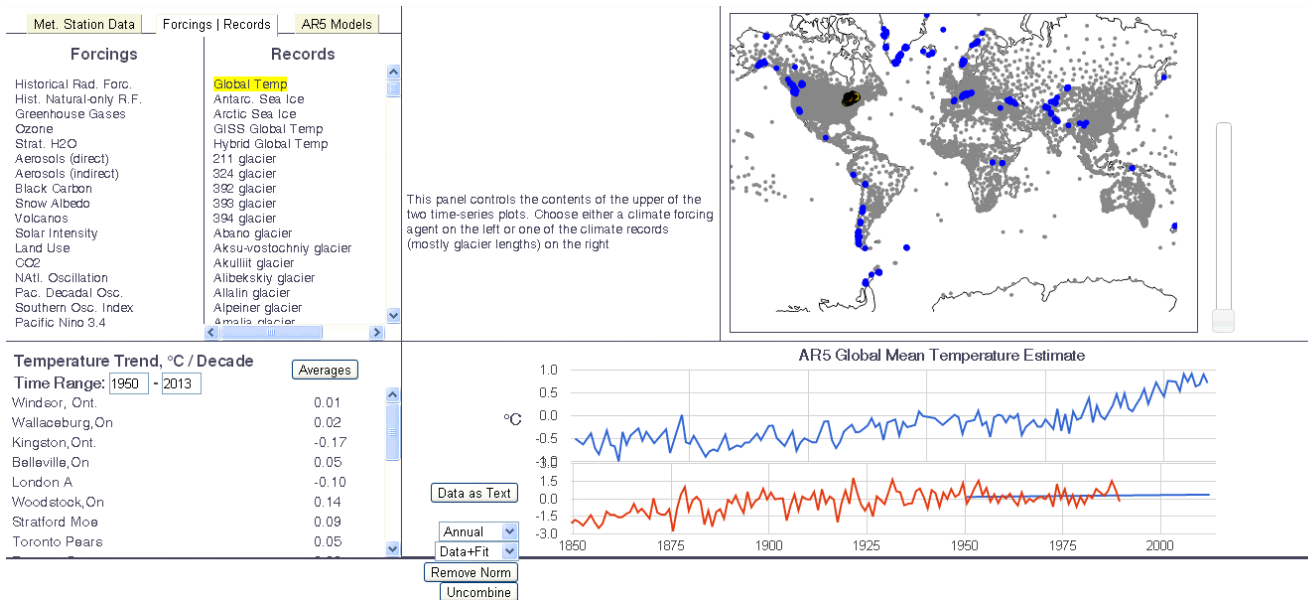 Met. Station Data
Forcings | Records
AR5 Models
Forcings
Historical Rad. Forc.
Hist. Natural-only R.F.
Greenhouse Gases
Ozone
Strat. H2O
Aerosols (direct)
Aerosols (indirect)
Black Carbon
Snow Albedo
Volcanos
Solar Intensity
Land Use
CO2
NAtl. Oscillation
Pac. Decadal Osc.
Southern Osc. Index
Pacific Nino 3.4
Records
Global Temp
Antarc. Sea Ice
Arctic Sea Ice
GISS Global Temp
Hybrid Global Temp
211 glacier
324 glacier
392 glacier
393 glacier
394 glacier
Abano glacier
Aksu-vostochniy glacier
Akulliit glacier
Alibekskiy glacier
Allalin glacier
Alpeiner glacier
Amalia glacier
This panel controls the contents of the upper of the
two time-series plots. Choose either a climate forcing
agent on the left or one of the climate records
(mostly glacier lengths) on the right
Temperature Trend, °C / Decade
Averages
Time Range: 1950 - 2013
Windsor, Ont. 0.01
Wallaceburg,On 0.02
Kingston,Ont. -0.17
Belleville,On 0.05
London A -0.10
Woodstock,On 0.14
Stratford Moe 0.09
Toronto Pears 0.05
Data as Text
Annual
Data+Fit
Remove Norm
Uncombine
AR5 Global Mean Temperature Estimate
°C
1.0
0.5
0.0
-0.5
-1.0
3.0
1.5
0.0
-1.5
-3.0
1850 1900 1950 2000